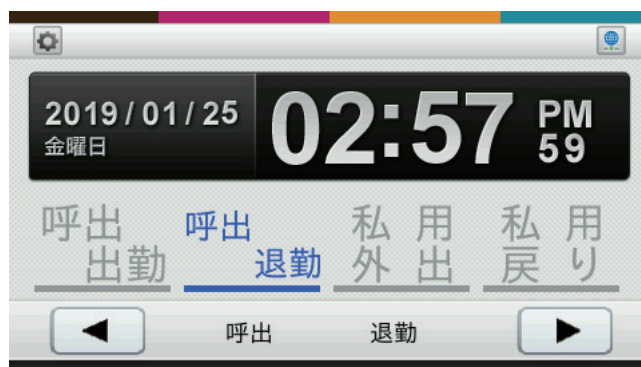 2019/01/25
金曜日
02:57 PM
59
呼出 呼出 私 用 私 用
出勤 退勤 外 出 戻 り
呼出 退勤